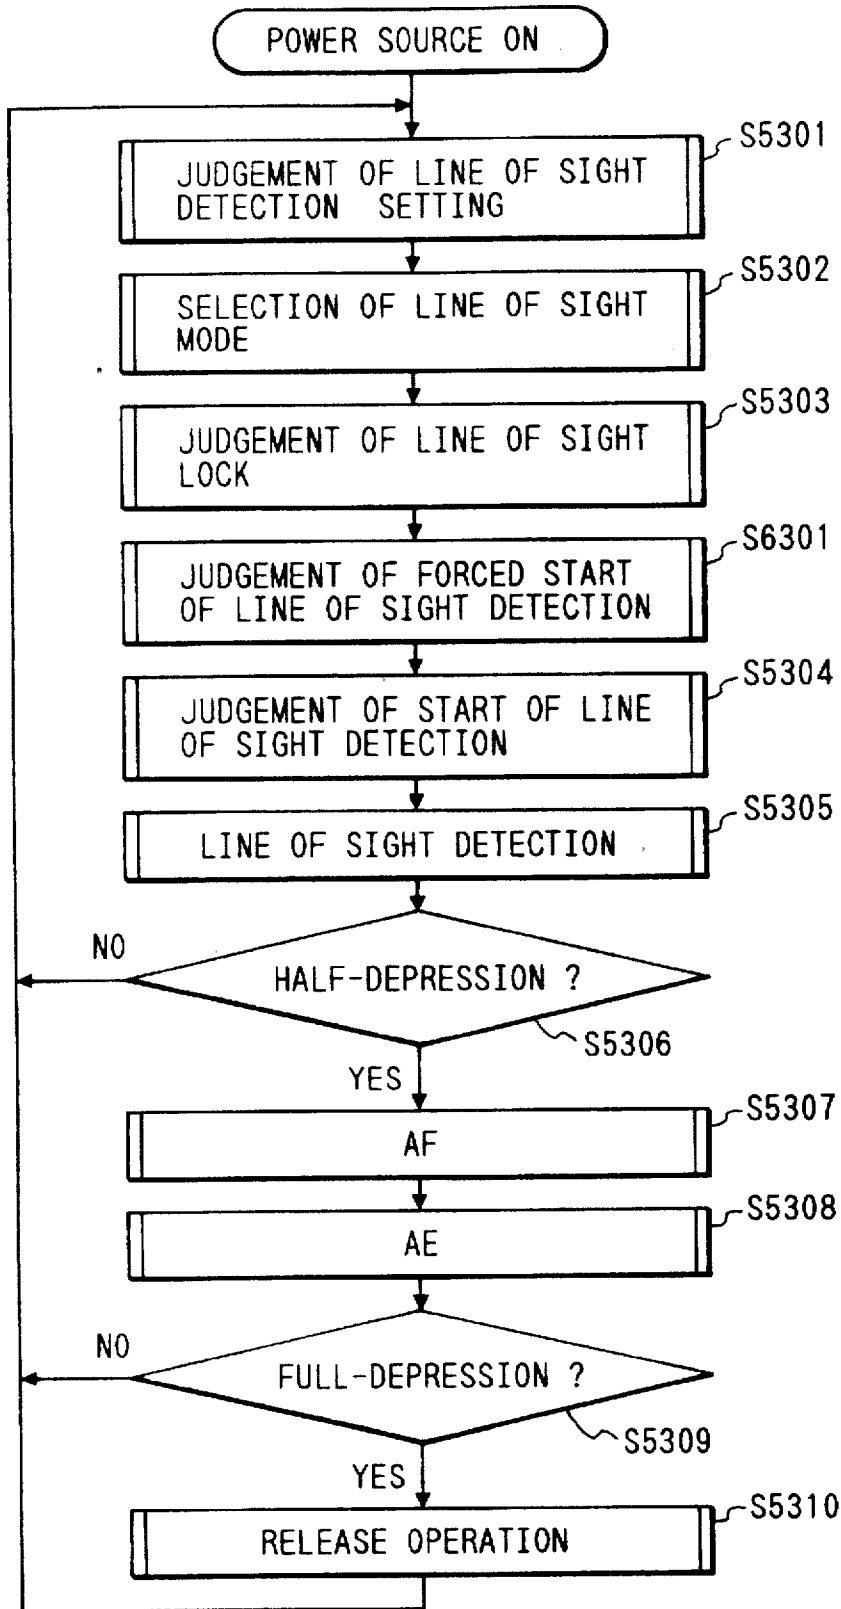 POWER SOURCE ON
S5301
JUDGEMENT OF LINE OF SIGHT
DETECTION SETTING
S5302
SELECTION OF LINE OF SIGHT
MODE
S5303
JUDGEMENT OF LINE OF SIGHT
LOCK
S6301
JUDGEMENT OF FORCED START
OF LINE OF SIGHT DETECTION
S5304
JUDGEMENT OF START OF LINE
OF SIGHT DETECTION
S5305
LINE OF SIGHT DETECTION
NO
HALF-DEPRESSION ?
S5306
YES
S5307
AF
S5308
AE
NO
FULL-DEPRESSION ?
S5309
YES
S5310
RELEASE OPERATION